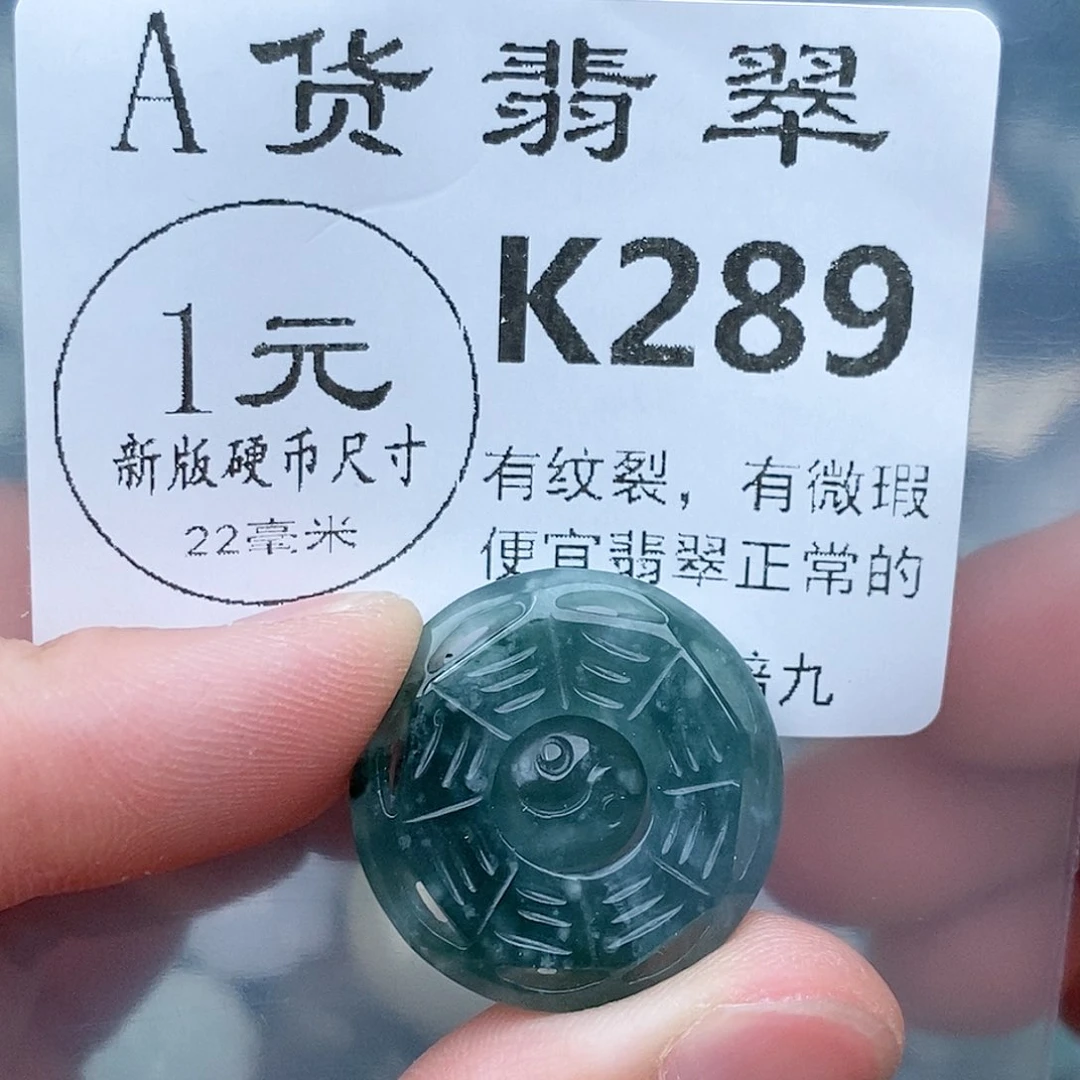 A货翡翠
1元
新版硬币尺寸
22毫米
K289
有纹裂，有微瑕
便宜翡翠正常的
九